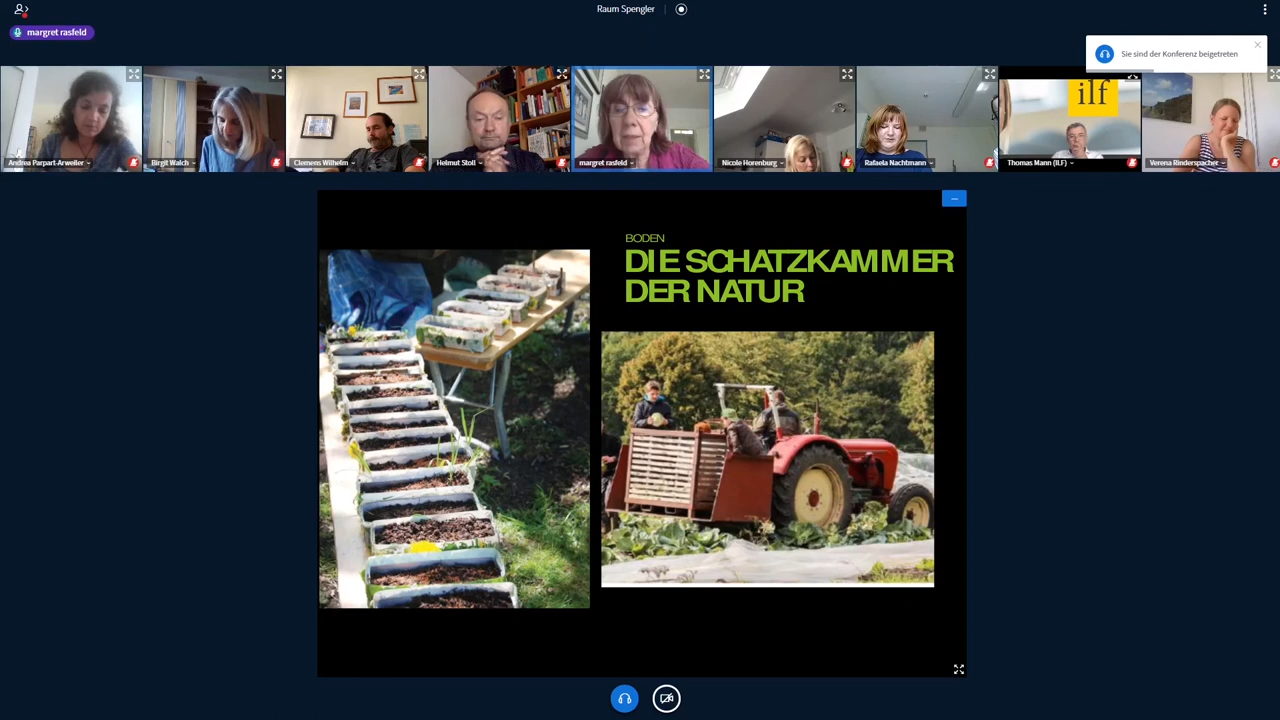 Raum Spengler
margret rasfeld
Sie sind der Konferenz beigetreten
ilf
Andrea Parpart-Arweiler
Birgit Walch
Clemens Wilhelm
Helmut Stoll
margret rasfeld
Nicole Horenburg
Rafaela Nachtmann
Thomas Mann (ILF)
Verena Rinderspacher
BODEN
DIE SCHATZKAMMER
DER NATUR